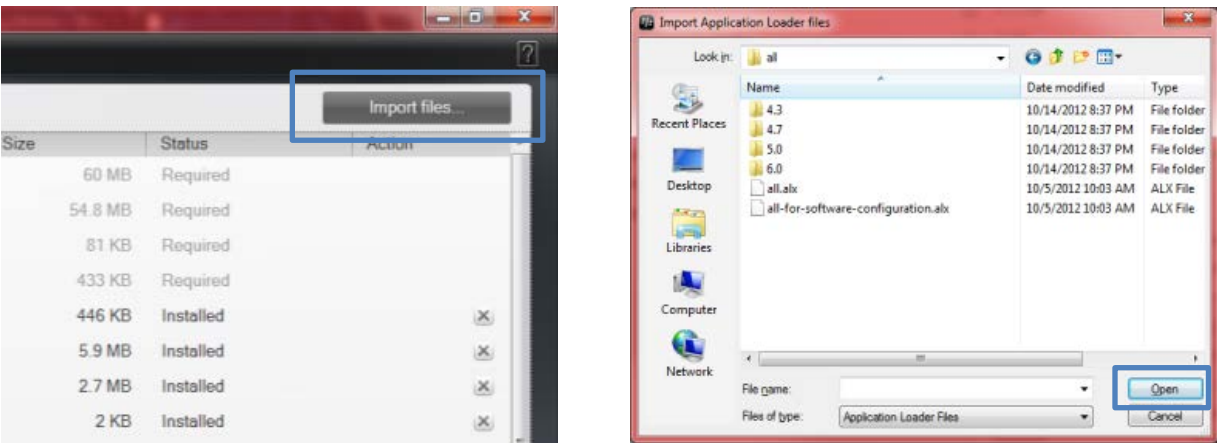 Import files...
Size Status Action
60 MB Required
54.8 MB Required
81 KB Required
433 KB Required
446 KB Installed
5.9 MB Installed
2.7 MB Installed
2 KB Installed
Import Application Loader files
Look in: all
Name Date modified Type
4.3 10/14/2012 8:37 PM File folder
4.7 10/14/2012 8:37 PM File folder
5.0 10/14/2012 8:37 PM File folder
6.0 10/14/2012 8:37 PM File folder
all.alx 10/5/2012 10:03 AM ALX File
all-for-software-configuration.alx 10/5/2012 10:03 AM ALX File
Recent Places
Desktop
Libraries
Computer
Network
File name: Open
Files of type: Application Loader Files Cancel